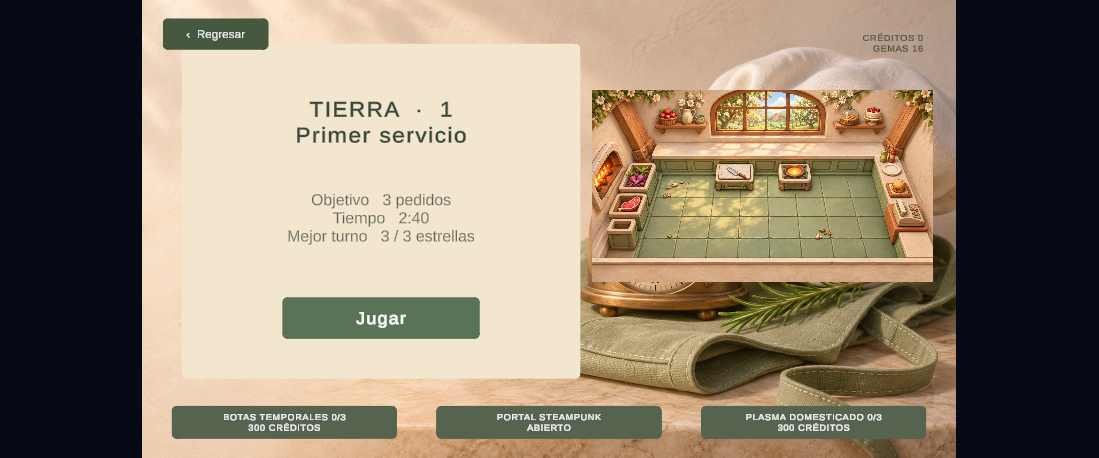 ‹ Regresar
CRÉDITOS 0
GEMAS 16
TIERRA · 1
Primer servicio
Objetivo 3 pedidos
Tiempo 2:40
Mejor turno 3 / 3 estrellas
Jugar
BOTAS TEMPORALES 0/3
300 CRÉDITOS
PORTAL STEAMPUNK
ABIERTO
PLASMA DOMESTICADO 0/3
300 CRÉDITOS